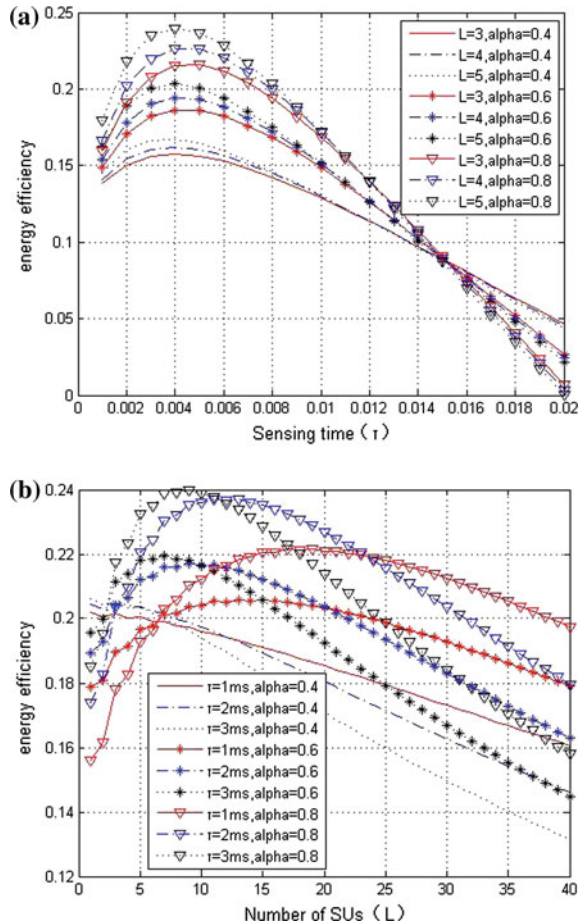 (a)
0.25
0.2
0.15
0.1
0.05
0
energy efficiency
L=3,alpha=0.4
L=4,alpha=0.4
L=5,alpha=0.4
L=3,alpha=0.6
L=4,alpha=0.6
L=5,alpha=0.6
L=3,alpha=0.8
L=4,alpha=0.8
L=5,alpha=0.8
0.002 0.004 0.006 0.008 0.01 0.012 0.014 0.016 0.018 0.02
Sensing time (τ)
(b)
0.24
0.22
0.2
0.18
0.16
0.14
0.12
energy efficiency
τ=1ms,alpha=0.4
τ=2ms,alpha=0.4
τ=3ms,alpha=0.4
τ=1ms,alpha=0.6
τ=2ms,alpha=0.6
τ=3ms,alpha=0.6
τ=1ms,alpha=0.8
τ=2ms,alpha=0.8
τ=3ms,alpha=0.8
0 5 10 15 20 25 30 35 40
Number of SUs (L)